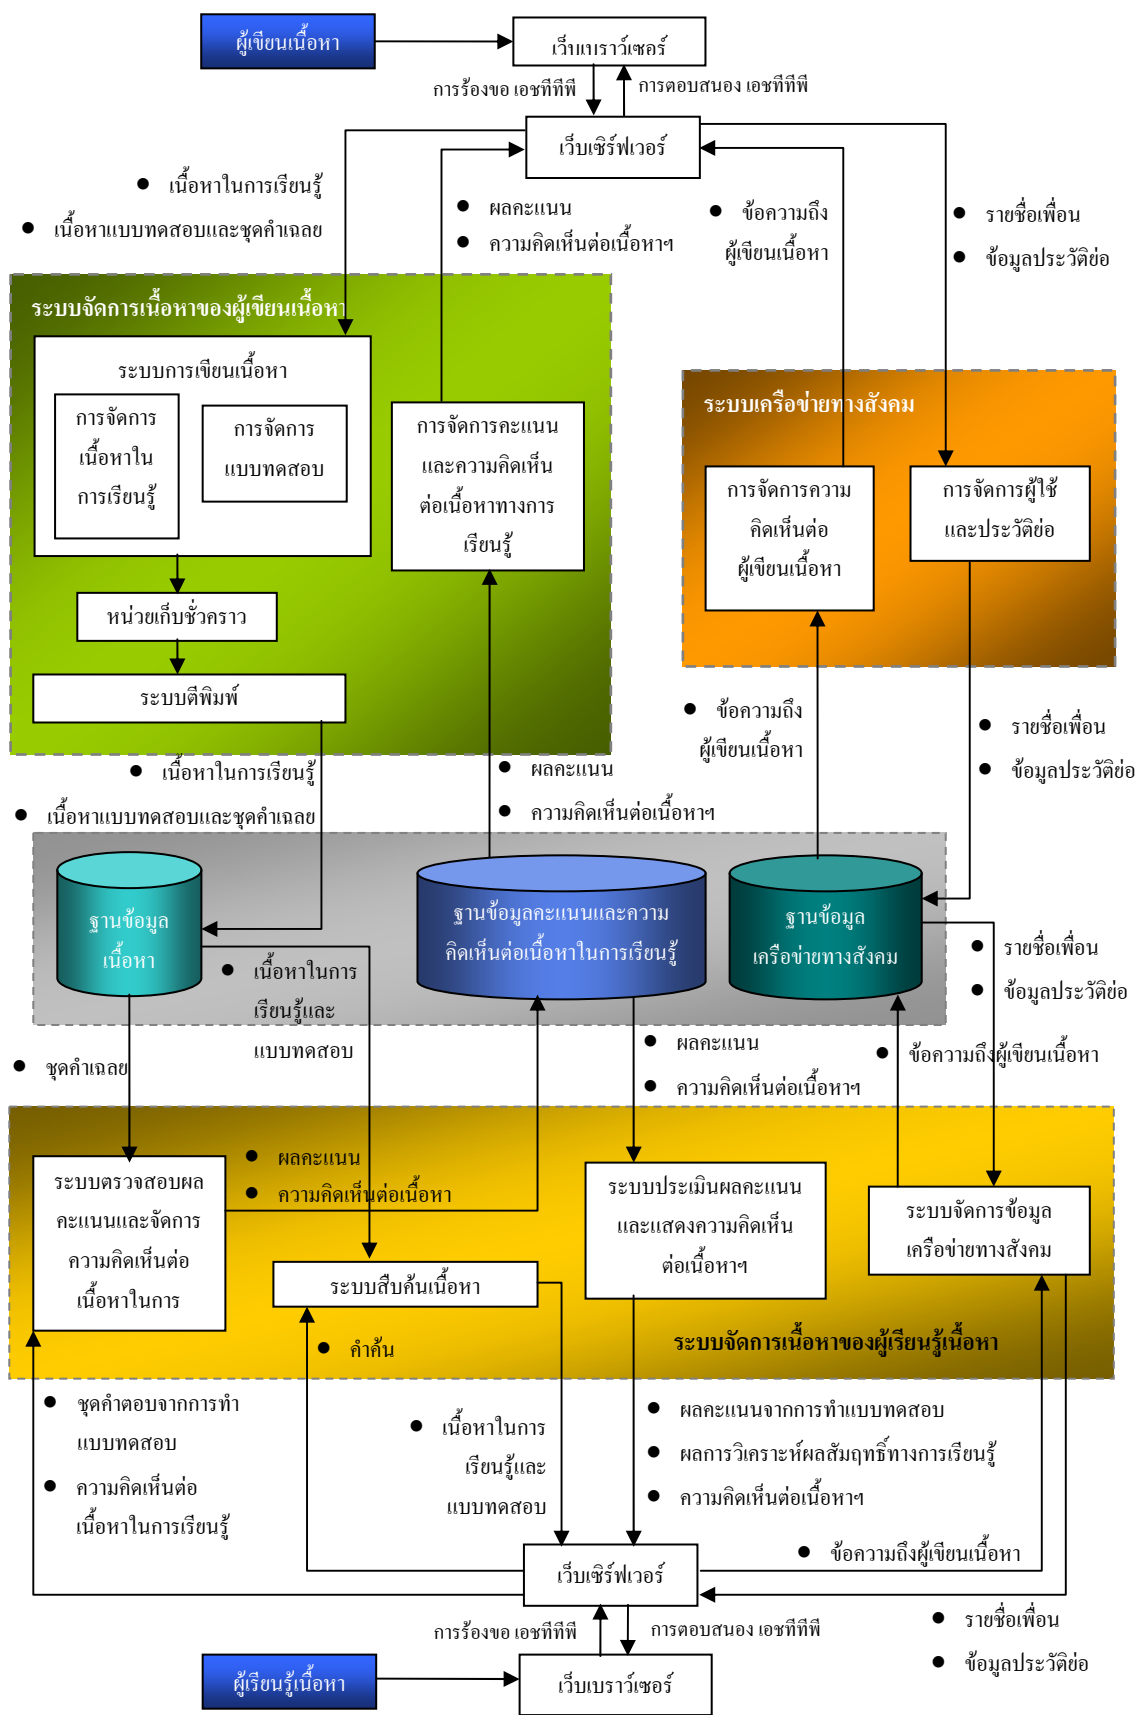 ผู้เขียนเนื้อหา
เว็บเบราว์เซอร์
การร้องขอ เอชทีทีพี
การตอบสนอง เอชทีทีพี
เว็บเซิร์ฟเวอร์
● เนื้อหาในการเรียนรู้
● เนื้อหาแบบทดสอบและชุดคำเฉลย
● ผลคะแนน
● ความคิดเห็นต่อเนื้อหาฯ
● ข้อความถึง
ผู้เขียนเนื้อหา
● รายชื่อเพื่อน
● ข้อมูลประวัติย่อ
ระบบจัดการเนื้อหาของผู้เขียนเนื้อหา
ระบบการเขียนเนื้อหา
การจัดการ
เนื้อหาใน
การเรียนรู้
การจัดการ
แบบทดสอบ
การจัดการคะแนน
และความคิดเห็น
ต่อเนื้อหาทางการ
เรียนรู้
หน่วยเก็บชั่วคราว
ระบบตีพิมพ์
ระบบเครือข่ายทางสังคม
การจัดการความ
คิดเห็นต่อ
ผู้เขียนเนื้อหา
การจัดการผู้ใช้
และประวัติย่อ
● เนื้อหาในการเรียนรู้
● เนื้อหาแบบทดสอบและชุดคำเฉลย
● ผลคะแนน
● ความคิดเห็นต่อเนื้อหาฯ
● ข้อความถึง
ผู้เขียนเนื้อหา
● รายชื่อเพื่อน
● ข้อมูลประวัติย่อ
ฐานข้อมูล
เนื้อหา
ฐานข้อมูลคะแนนและความ
คิดเห็นต่อเนื้อหาในการเรียนรู้
ฐานข้อมูล
เครือข่ายทางสังคม
● ชุดคำเฉลย
● เนื้อหาในการ
เรียนรู้และ
แบบทดสอบ
● ผลคะแนน
● ความคิดเห็นต่อเนื้อหาฯ
● รายชื่อเพื่อน
● ข้อมูลประวัติย่อ
● ข้อความถึงผู้เขียนเนื้อหา
ระบบตรวจสอบผล
คะแนนและจัดการ
ความคิดเห็นต่อ
เนื้อหาในการ
● ผลคะแนน
● ความคิดเห็นต่อเนื้อหา
ระบบสืบค้นเนื้อหา
ระบบประเมินผลคะแนน
และแสดงความคิดเห็น
ต่อเนื้อหาฯ
ระบบจัดการข้อมูล
เครือข่ายทางสังคม
● คำค้น
ระบบจัดการเนื้อหาของผู้เรียนรู้เนื้อหา
● ชุดคำตอบจากการทำ
แบบทดสอบ
● ความคิดเห็นต่อ
เนื้อหาในการเรียนรู้
● เนื้อหาในการ
เรียนรู้และ
แบบทดสอบ
● ผลคะแนนจากการทำแบบทดสอบ
● ผลการวิเคราะห์ผลสัมฤทธิ์ทางการเรียนรู้
● ความคิดเห็นต่อเนื้อหาฯ
● ข้อความถึงผู้เขียนเนื้อหา
เว็บเซิร์ฟเวอร์
การร้องขอ เอชทีทีพี
การตอบสนอง เอชทีทีพี
● รายชื่อเพื่อน
● ข้อมูลประวัติย่อ
ผู้เรียนรู้เนื้อหา
เว็บเบราว์เซอร์